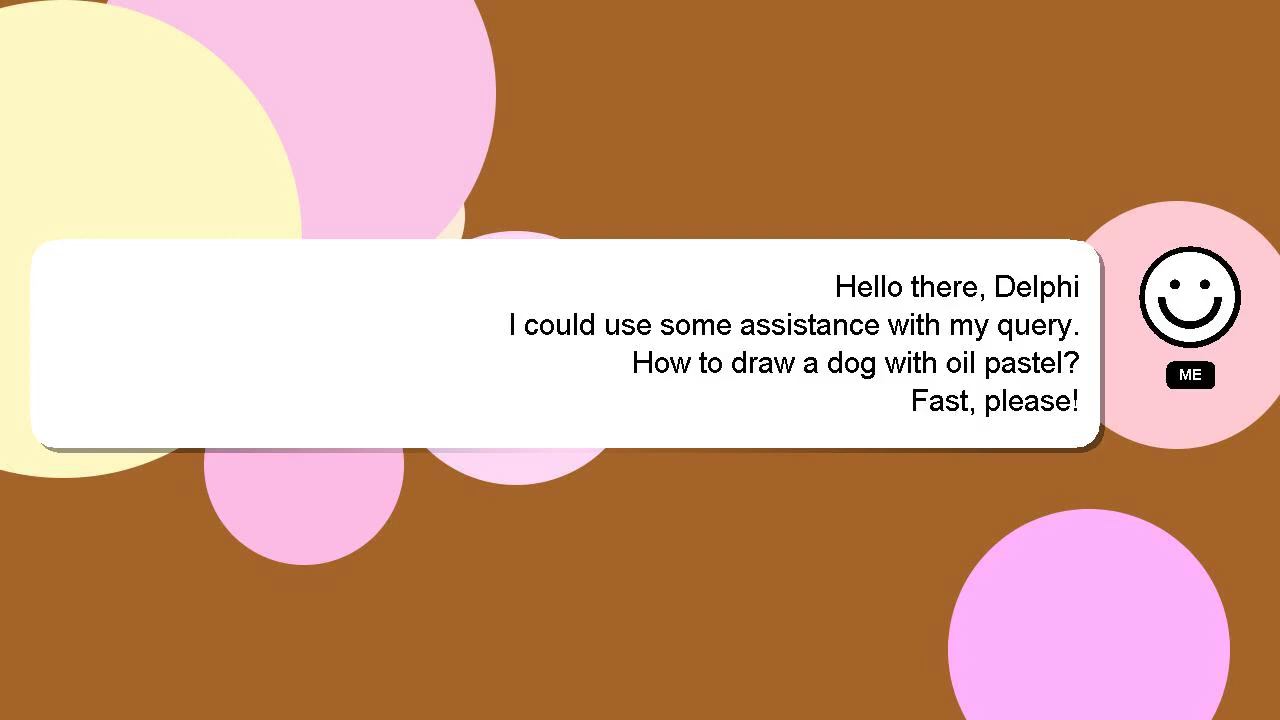 Hello there, Delphi
I could use some assistance with my query.
How to draw a dog with oil pastel?
Fast, please!
ME